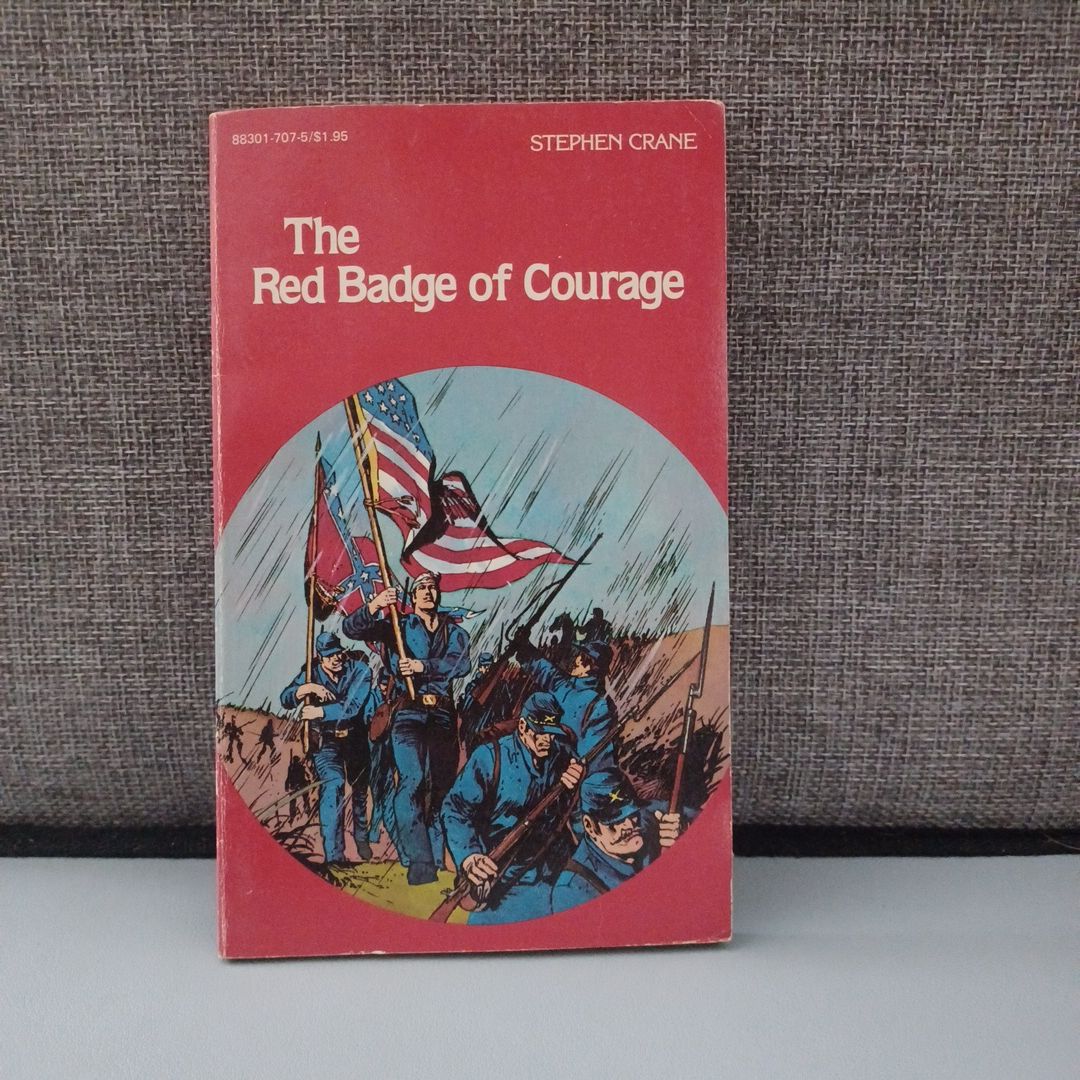 88301-707-5/$1.95
STEPHEN CRANE
The
Red Badge of Courage